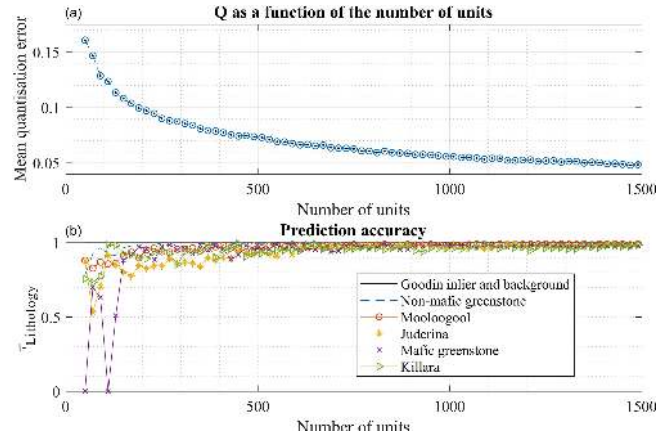 (a)
Q as a function of the number of units
Mean quantisation error
0.15
0.1
0.05
0
500
1000
1500
Number of units
(b)
Prediction accuracy
τ̄Lithology
1
0.5
0
Goodin inlier and background
Non-mafic greenstone
Mooloogool
Juderina
Mafic greenstone
Killara
0
500
1000
1500
Number of units